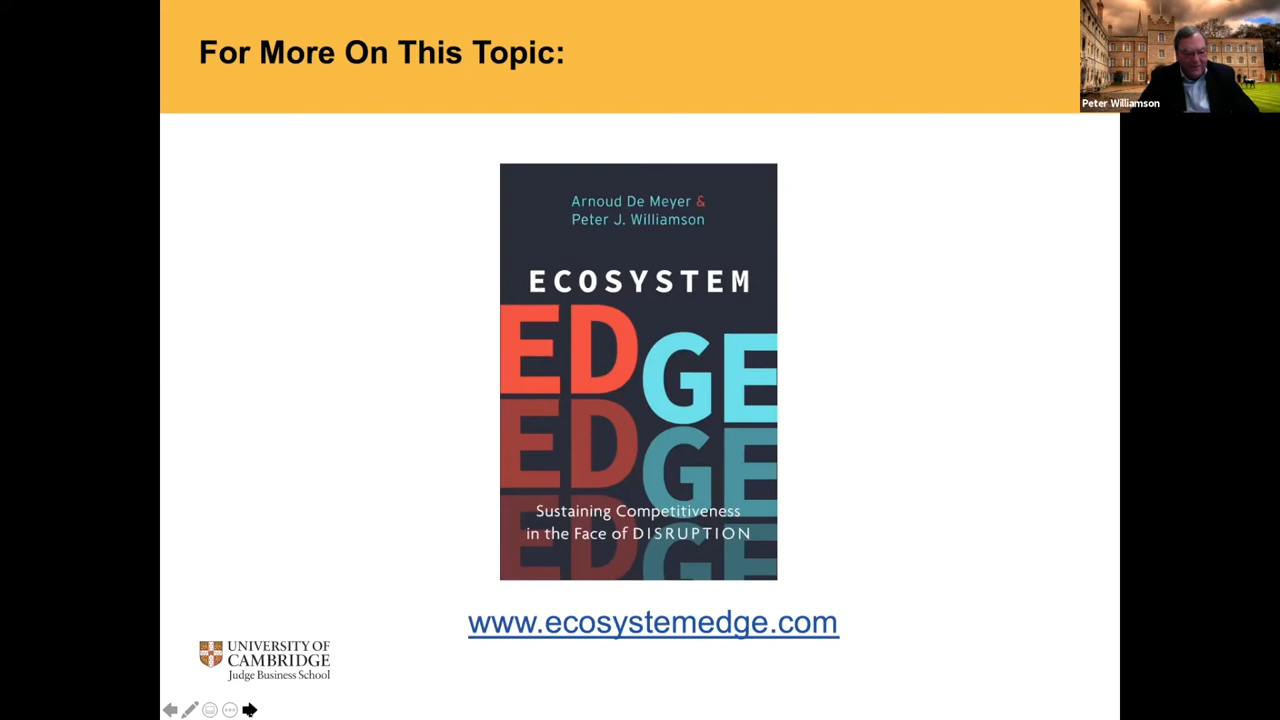 For More On This Topic:
Peter Williamson
Arnoud De Meyer &
Peter J. Williamson
ECOSYSTEM
EDGE
EDGE
EDGE
Sustaining Competitiveness
in the Face of DISRUPTION
www.ecosystemedge.com
UNIVERSITY OF
CAMBRIDGE
Judge Business School